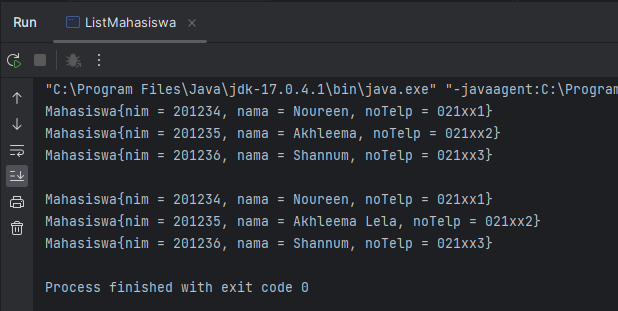 Run ListMahasiswa
"C:\Program Files\Java\jdk-17.0.4.1\bin\java.exe" "-javaagent:C:\Program
Mahasiswa{nim = 201234, nama = Noureen, noTelp = 021xx1}
Mahasiswa{nim = 201235, nama = Akhleema, noTelp = 021xx2}
Mahasiswa{nim = 201236, nama = Shannum, noTelp = 021xx3}
Mahasiswa{nim = 201234, nama = Noureen, noTelp = 021xx1}
Mahasiswa{nim = 201235, nama = Akhleema Lela, noTelp = 021xx2}
Mahasiswa{nim = 201236, nama = Shannum, noTelp = 021xx3}
Process finished with exit code 0